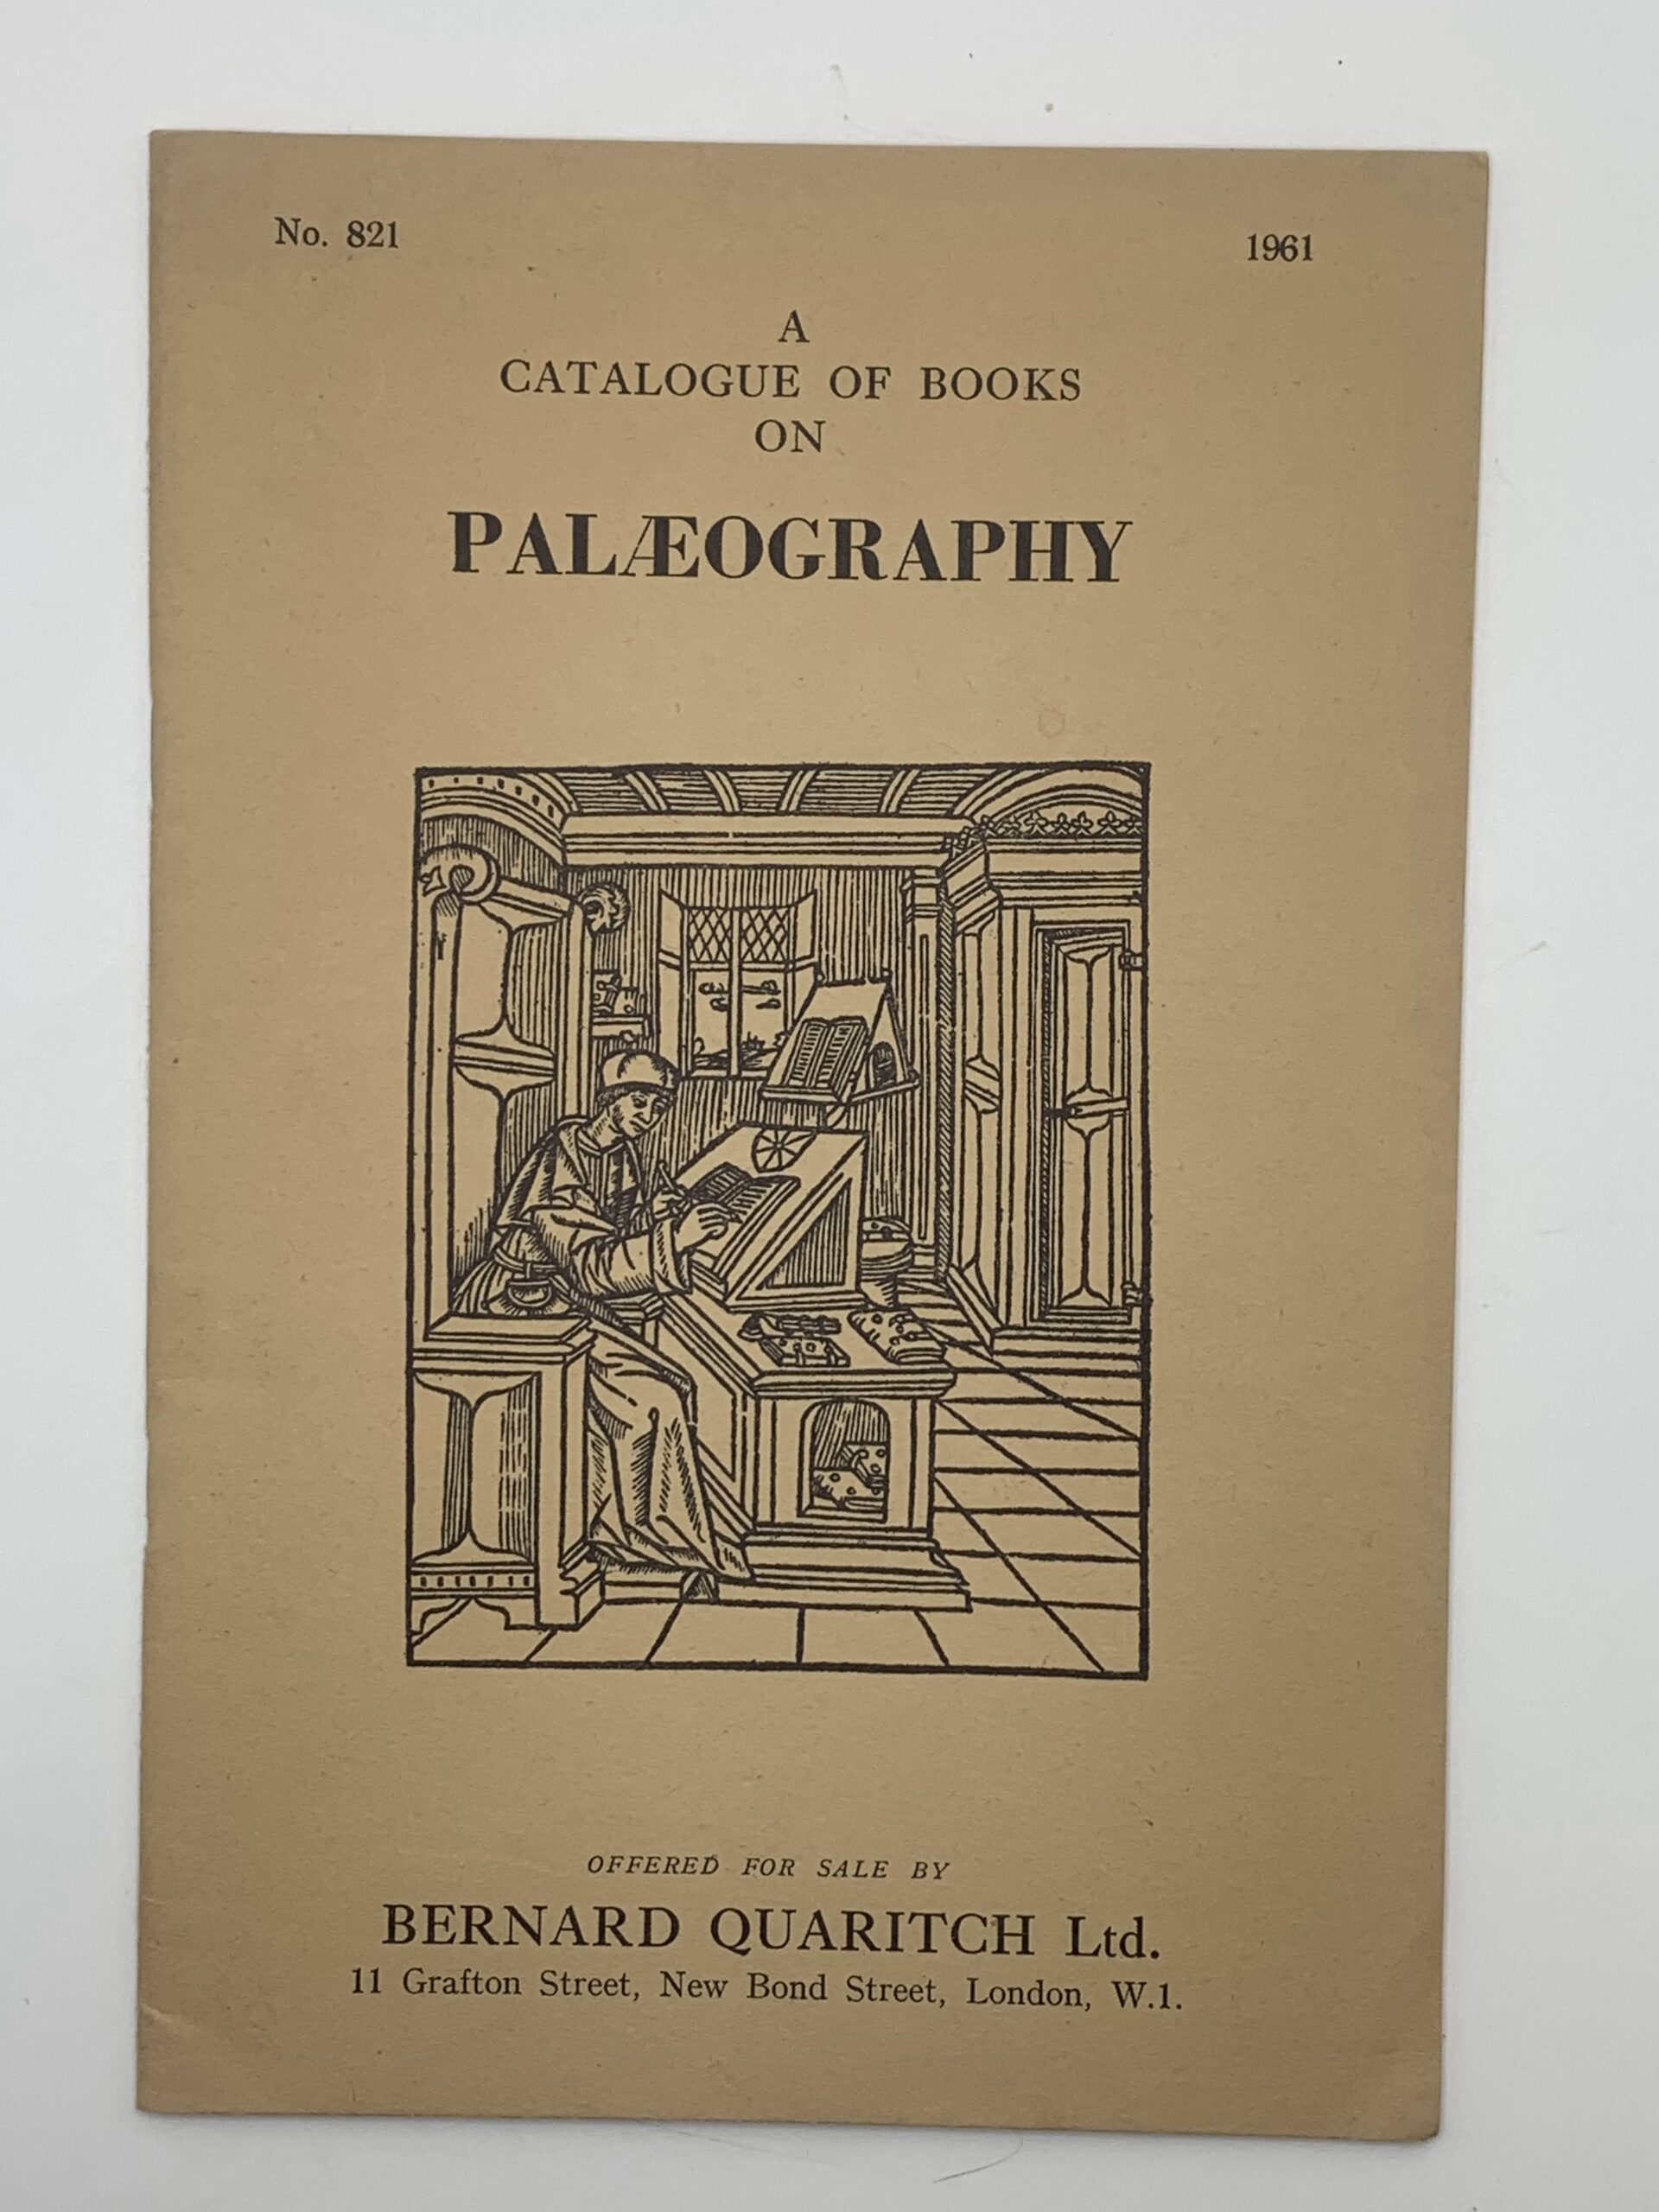 No. 821
1961
A
CATALOGUE OF BOOKS
ON
PALÆOGRAPHY
OFFERED FOR SALE BY
BERNARD QUARITCH Ltd.
11 Grafton Street, New Bond Street, London, W.1.